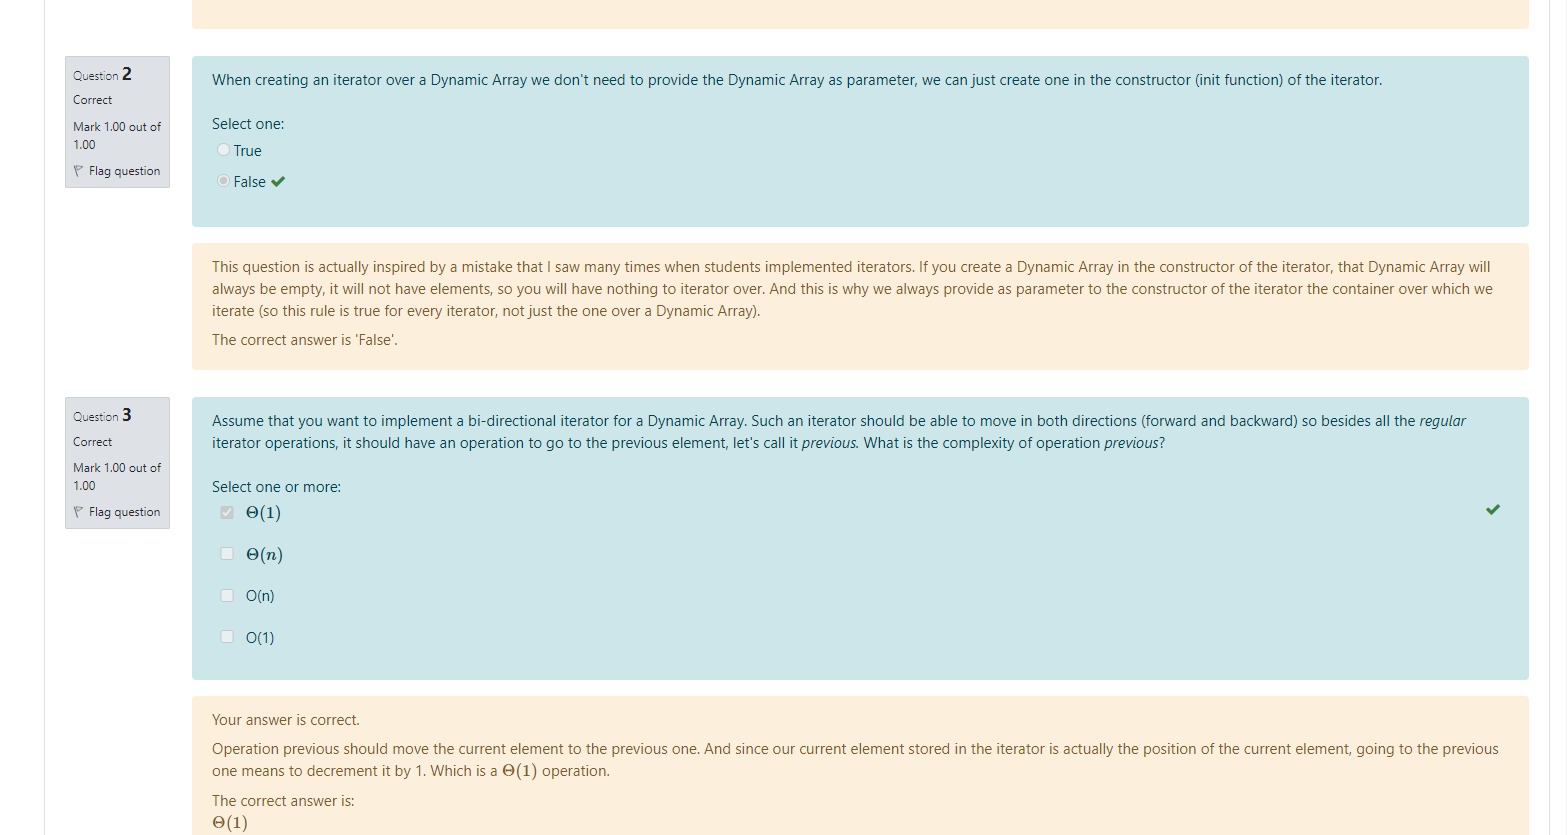 Question 2
Correct
Mark 1.00 out of
1.00
Flag question
When creating an iterator over a Dynamic Array we don't need to provide the Dynamic Array as parameter, we can just create one in the constructor (init function) of the iterator.
Select one:
True
False
This question is actually inspired by a mistake that I saw many times when students implemented iterators. If you create a Dynamic Array in the constructor of the iterator, that Dynamic Array will
always be empty, it will not have elements, so you will have nothing to iterator over. And this is why we always provide as parameter to the constructor of the iterator the container over which we
iterate (so this rule is true for every iterator, not just the one over a Dynamic Array).
The correct answer is 'False'.
Question 3
Correct
Mark 1.00 out of
1.00
Flag question
Assume that you want to implement a bi-directional iterator for a Dynamic Array. Such an iterator should be able to move in both directions (forward and backward) so besides all the regular
iterator operations, it should have an operation to go to the previous element, let's call it previous. What is the complexity of operation previous?
Select one or more:
Θ(1)
Θ(n)
O(n)
O(1)
Your answer is correct.
Operation previous should move the current element to the previous one. And since our current element stored in the iterator is actually the position of the current element, going to the previous
one means to decrement it by 1. Which is a Θ(1) operation.
The correct answer is:
Θ(1)